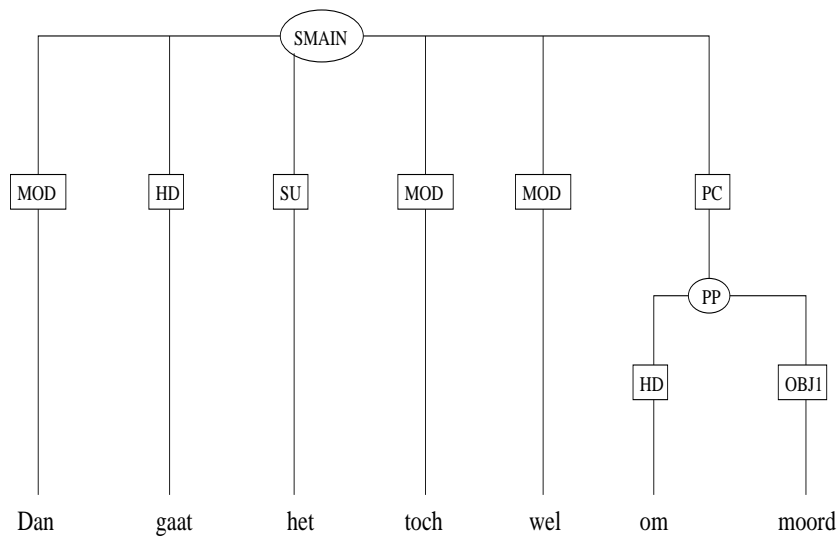 SMAIN
MOD HD SU MOD MOD PC
PP
HD OBJ1
Dan gaat het toch wel om moord